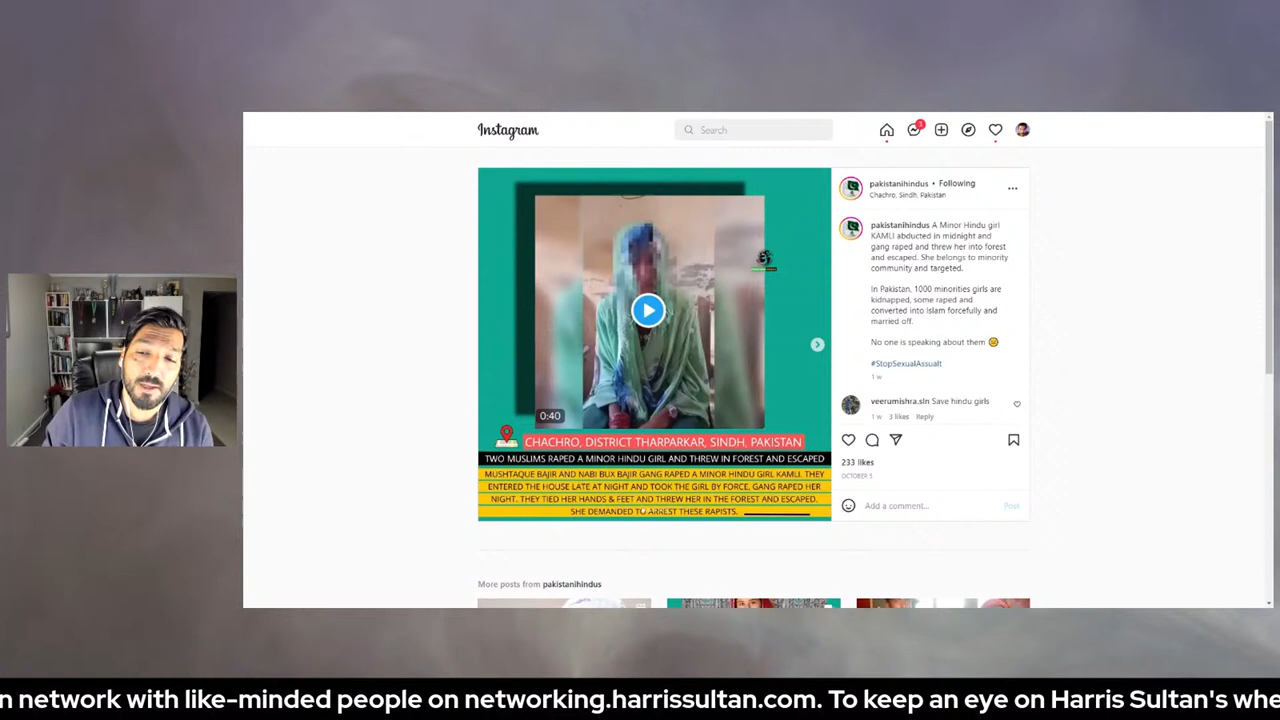 Instagram
Search
3
pakistanihindus • Following
Chachro, Sindh, Pakistan
pakistanihindus A Minor Hindu girl
KAMLI abducted in midnight and
gang raped and threw her into forest
and escaped. She belongs to minority
community and targeted.
In Pakistan, 1000 minorities girls are
kidnapped, some raped and
converted into Islam forcefully and
married off.
No one is speaking about them
#StopSexualAssualt
1 w
veerumishra.sln Save hindu girls
1 w 3 likes Reply
233 likes
OCTOBER 5
Add a comment...
Post
0:40
CHACHRO, DISTRICT THARPARKAR, SINDH, PAKISTAN
TWO MUSLIMS RAPED A MINOR HINDU GIRL AND THREW IN FOREST AND ESCAPED
MUSHTAQUE BAJIR AND NABI BUX BAJIR GANG RAPED A MINOR HINDU GIRL KAMLI. THEY
ENTERED THE HOUSE LATE AT NIGHT AND TOOK THE GIRL BY FORCE, GANG RAPED HER
NIGHT. THEY TIED HER HANDS & FEET AND THREW HER IN THE FOREST AND ESCAPED.
SHE DEMANDED TO ARREST THESE RAPISTS.
More posts from pakistanihindus
n network with like-minded people on networking.harrissultan.com. To keep an eye on Harris Sultan's whe